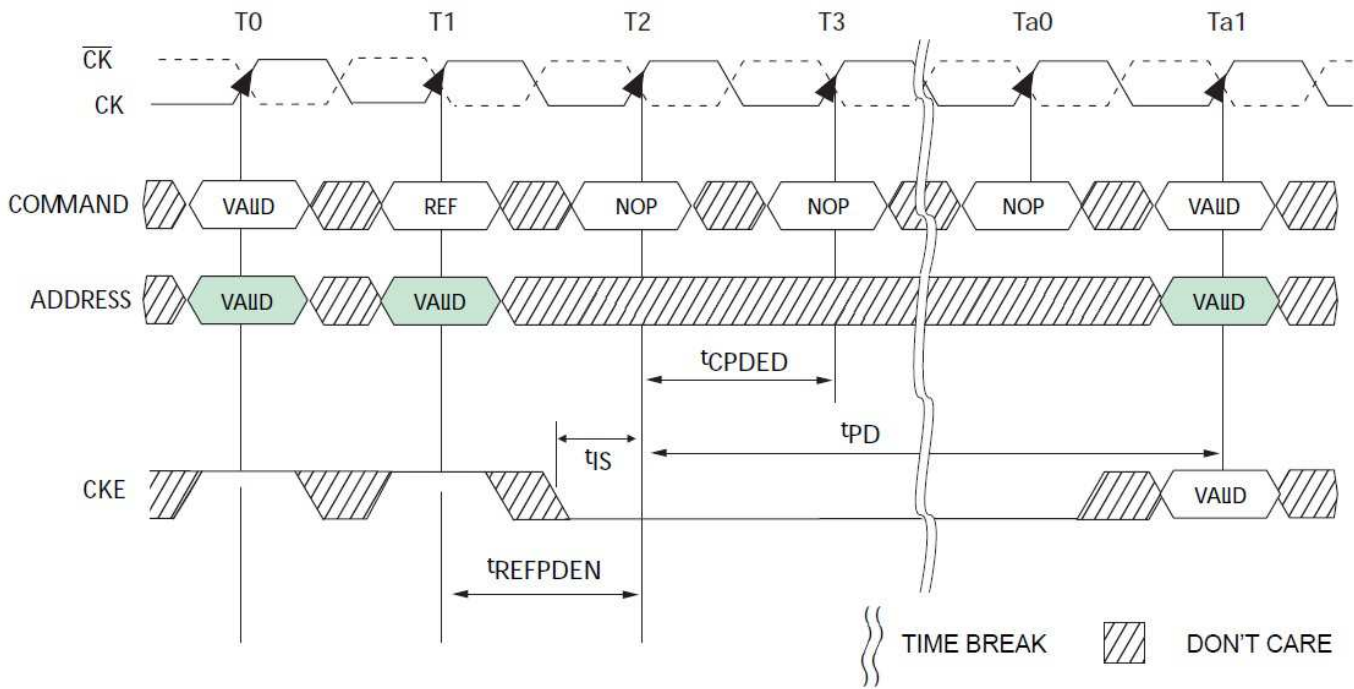 T0 T1 T2 T3 Ta0 Ta1
CK
CK
COMMAND VALID REF NOP NOP NOP VALID
ADDRESS VALID VALID VALID
tCPDED
tPD
tIS
CKE VALID
tREFPDEN
TIME BREAK DON'T CARE